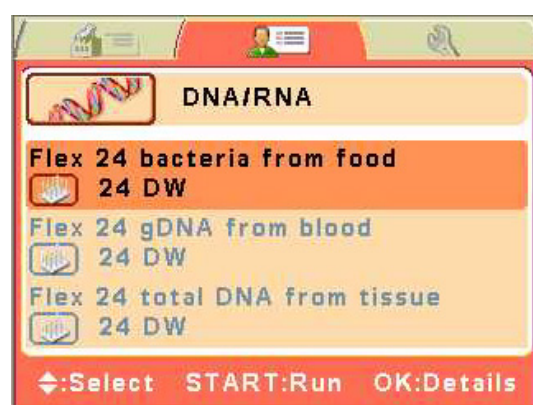 DNA/RNA
Flex 24 bacteria from food
24 DW
Flex 24 gDNA from blood
24 DW
Flex 24 total DNA from tissue
24 DW
:Select START:Run OK:Details